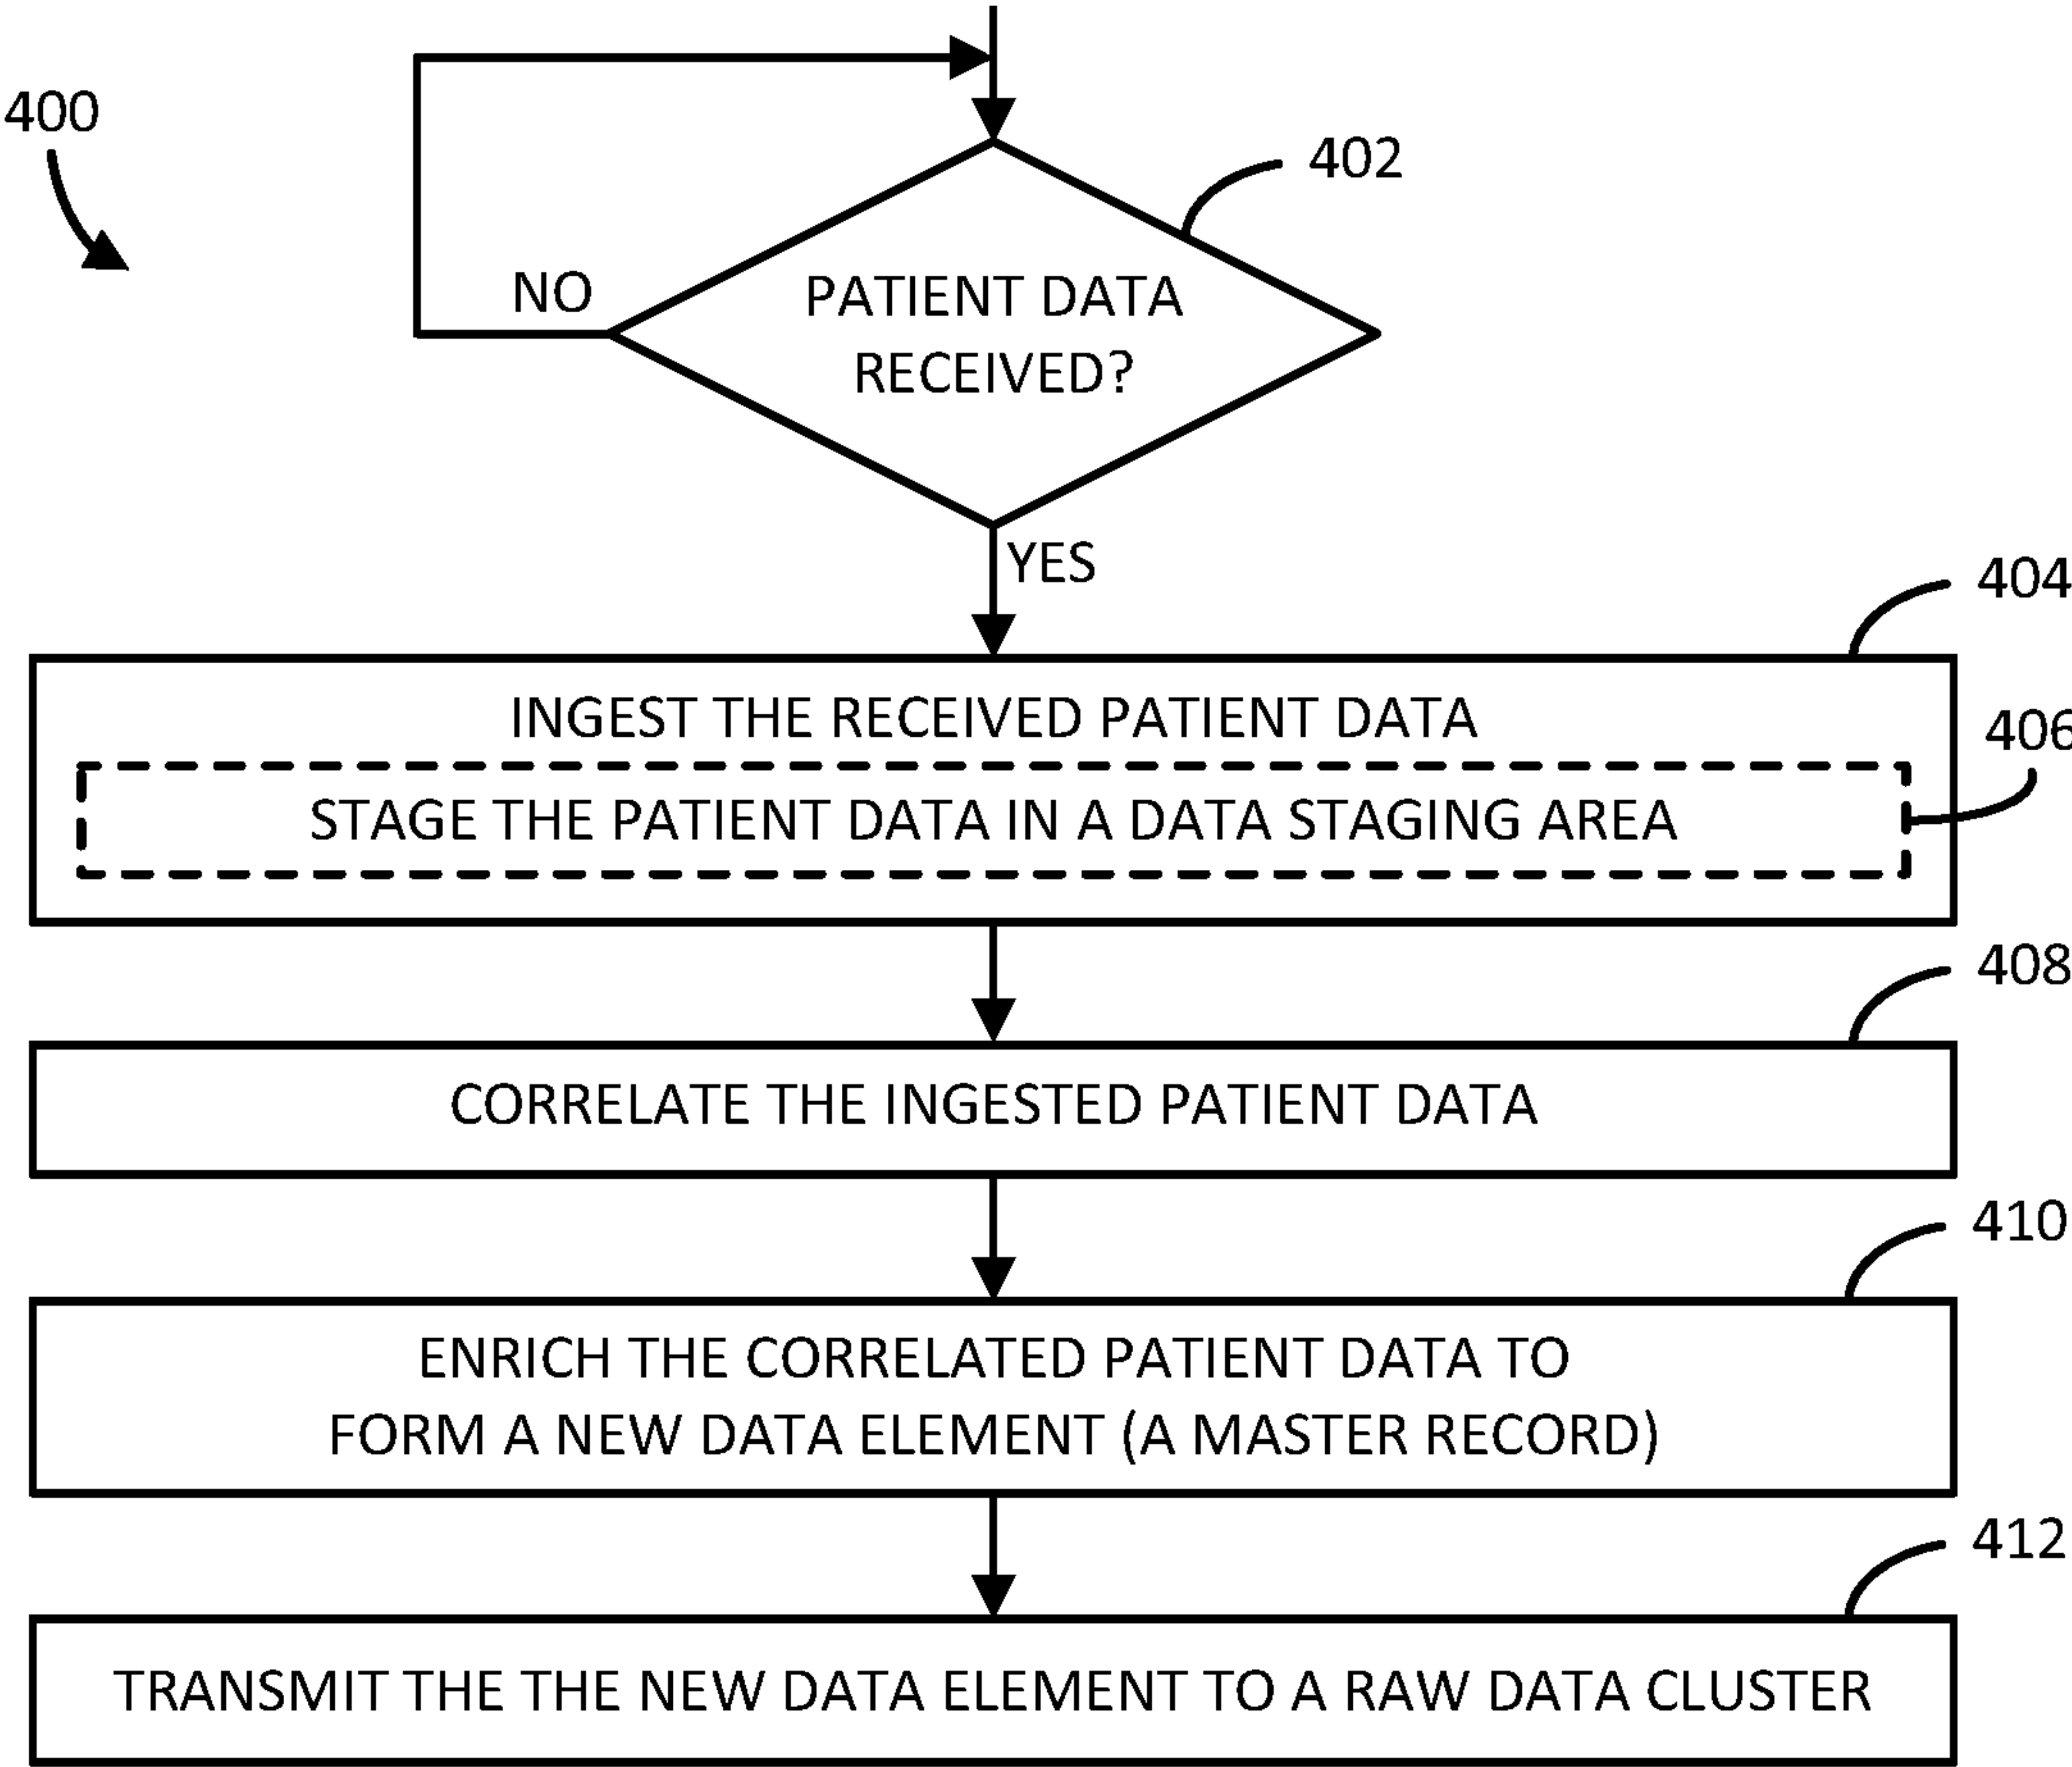 400
402
NO
PATIENT DATA
RECEIVED?
YES
404
INGEST THE RECEIVED PATIENT DATA
406
STAGE THE PATIENT DATA IN A DATA STAGING AREA
408
CORRELATE THE INGESTED PATIENT DATA
410
ENRICH THE CORRELATED PATIENT DATA TO
FORM A NEW DATA ELEMENT (A MASTER RECORD)
412
TRANSMIT THE THE NEW DATA ELEMENT TO A RAW DATA CLUSTER